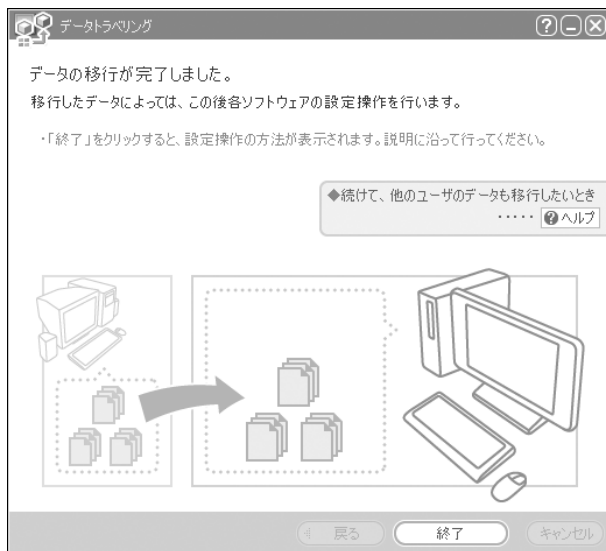 データトラベリング
データの移行が完了しました。
移行したデータによっては、この後各ソフトウェアの設定操作を行います。
・「終了」をクリックすると、設定操作の方法が表示されます。説明に沿って行ってください。
◆続けて、他のユーザのデータも移行したいとき
・・・・・ ?ヘルプ
戻る 終了 キャンセル